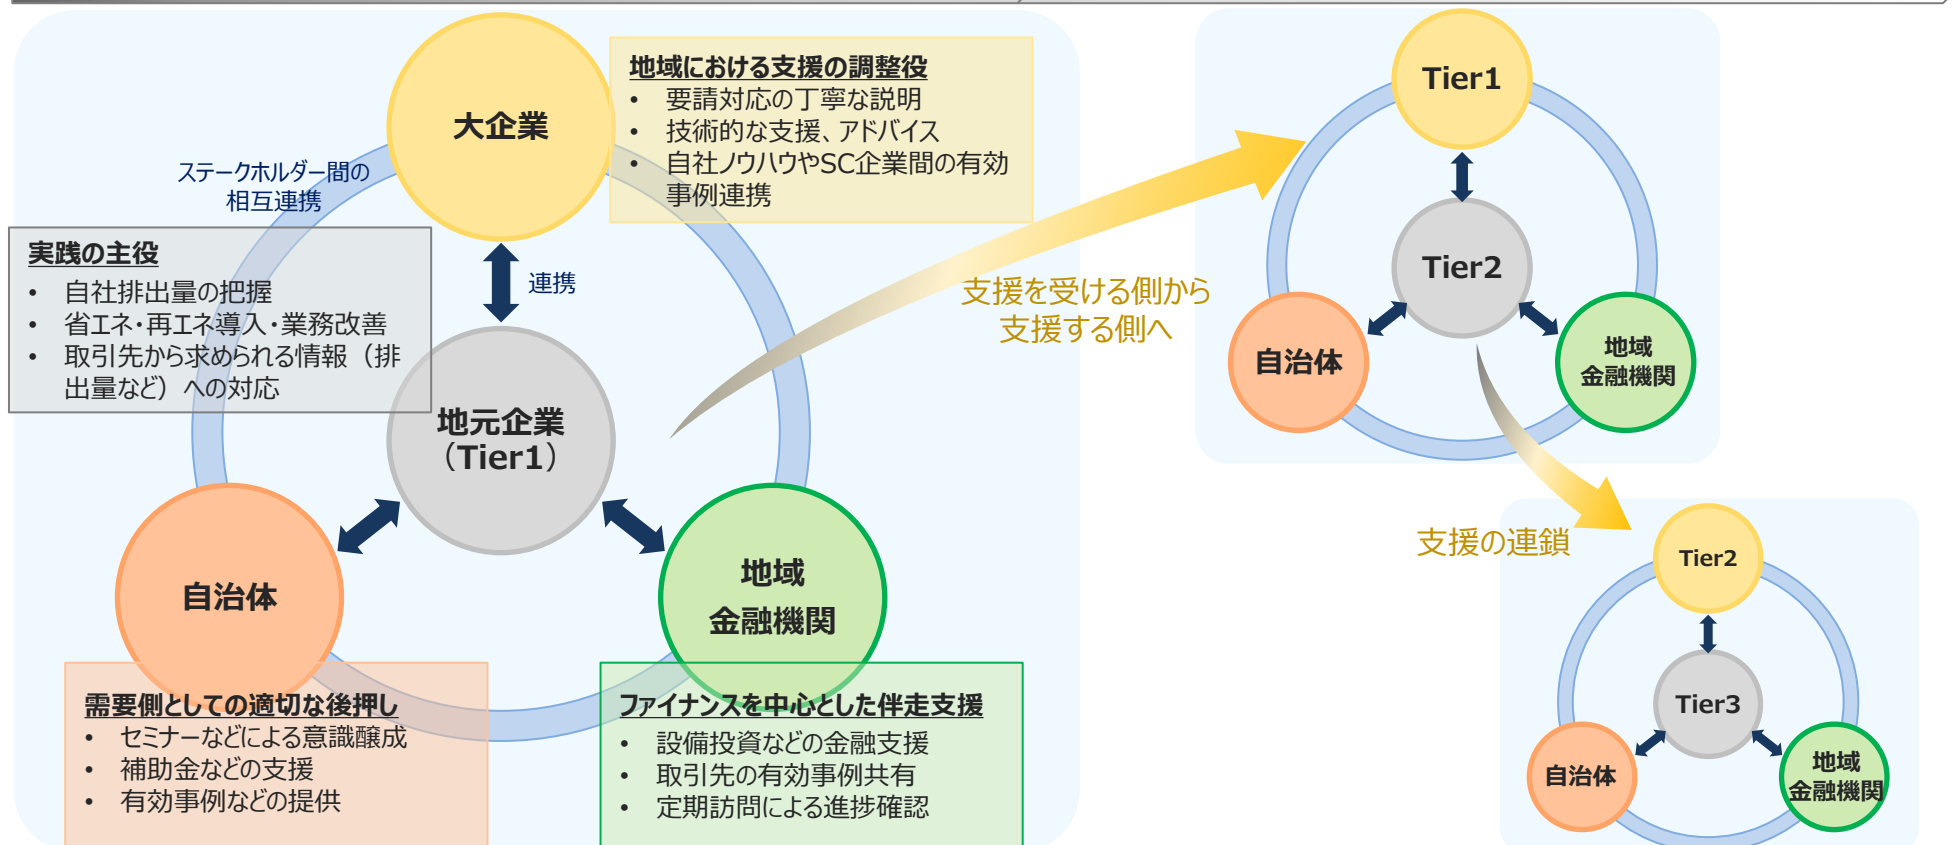 大企業
地域における支援の調整役
• 要請対応の丁寧な説明
• 技術的な支援、アドバイス
• 自社ノウハウやSC企業間の有効
事例連携
ステークホルダー間の
相互連携
実践の主役
• 自社排出量の把握
• 省エネ・再エネ導入・業務改善
• 取引先から求められる情報（排
出量など）への対応
連携
地元企業
（Tier1）
自治体
地域
金融機関
需要側としての適切な後押し
• セミナーなどによる意識醸成
• 補助金などの支援
• 有効事例などの提供
ファイナンスを中心とした伴走支援
• 設備投資などの金融支援
• 取引先の有効事例共有
• 定期訪問による進捗確認
支援を受ける側から
支援する側へ
Tier1
Tier2
自治体
地域
金融機関
支援の連鎖
Tier2
Tier3
自治体
地域
金融機関